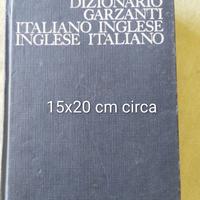 DIZIONARIO
GARZANTI
ITALIANO INGLESE
INGLESE ITALIANO
15x20 cm circa